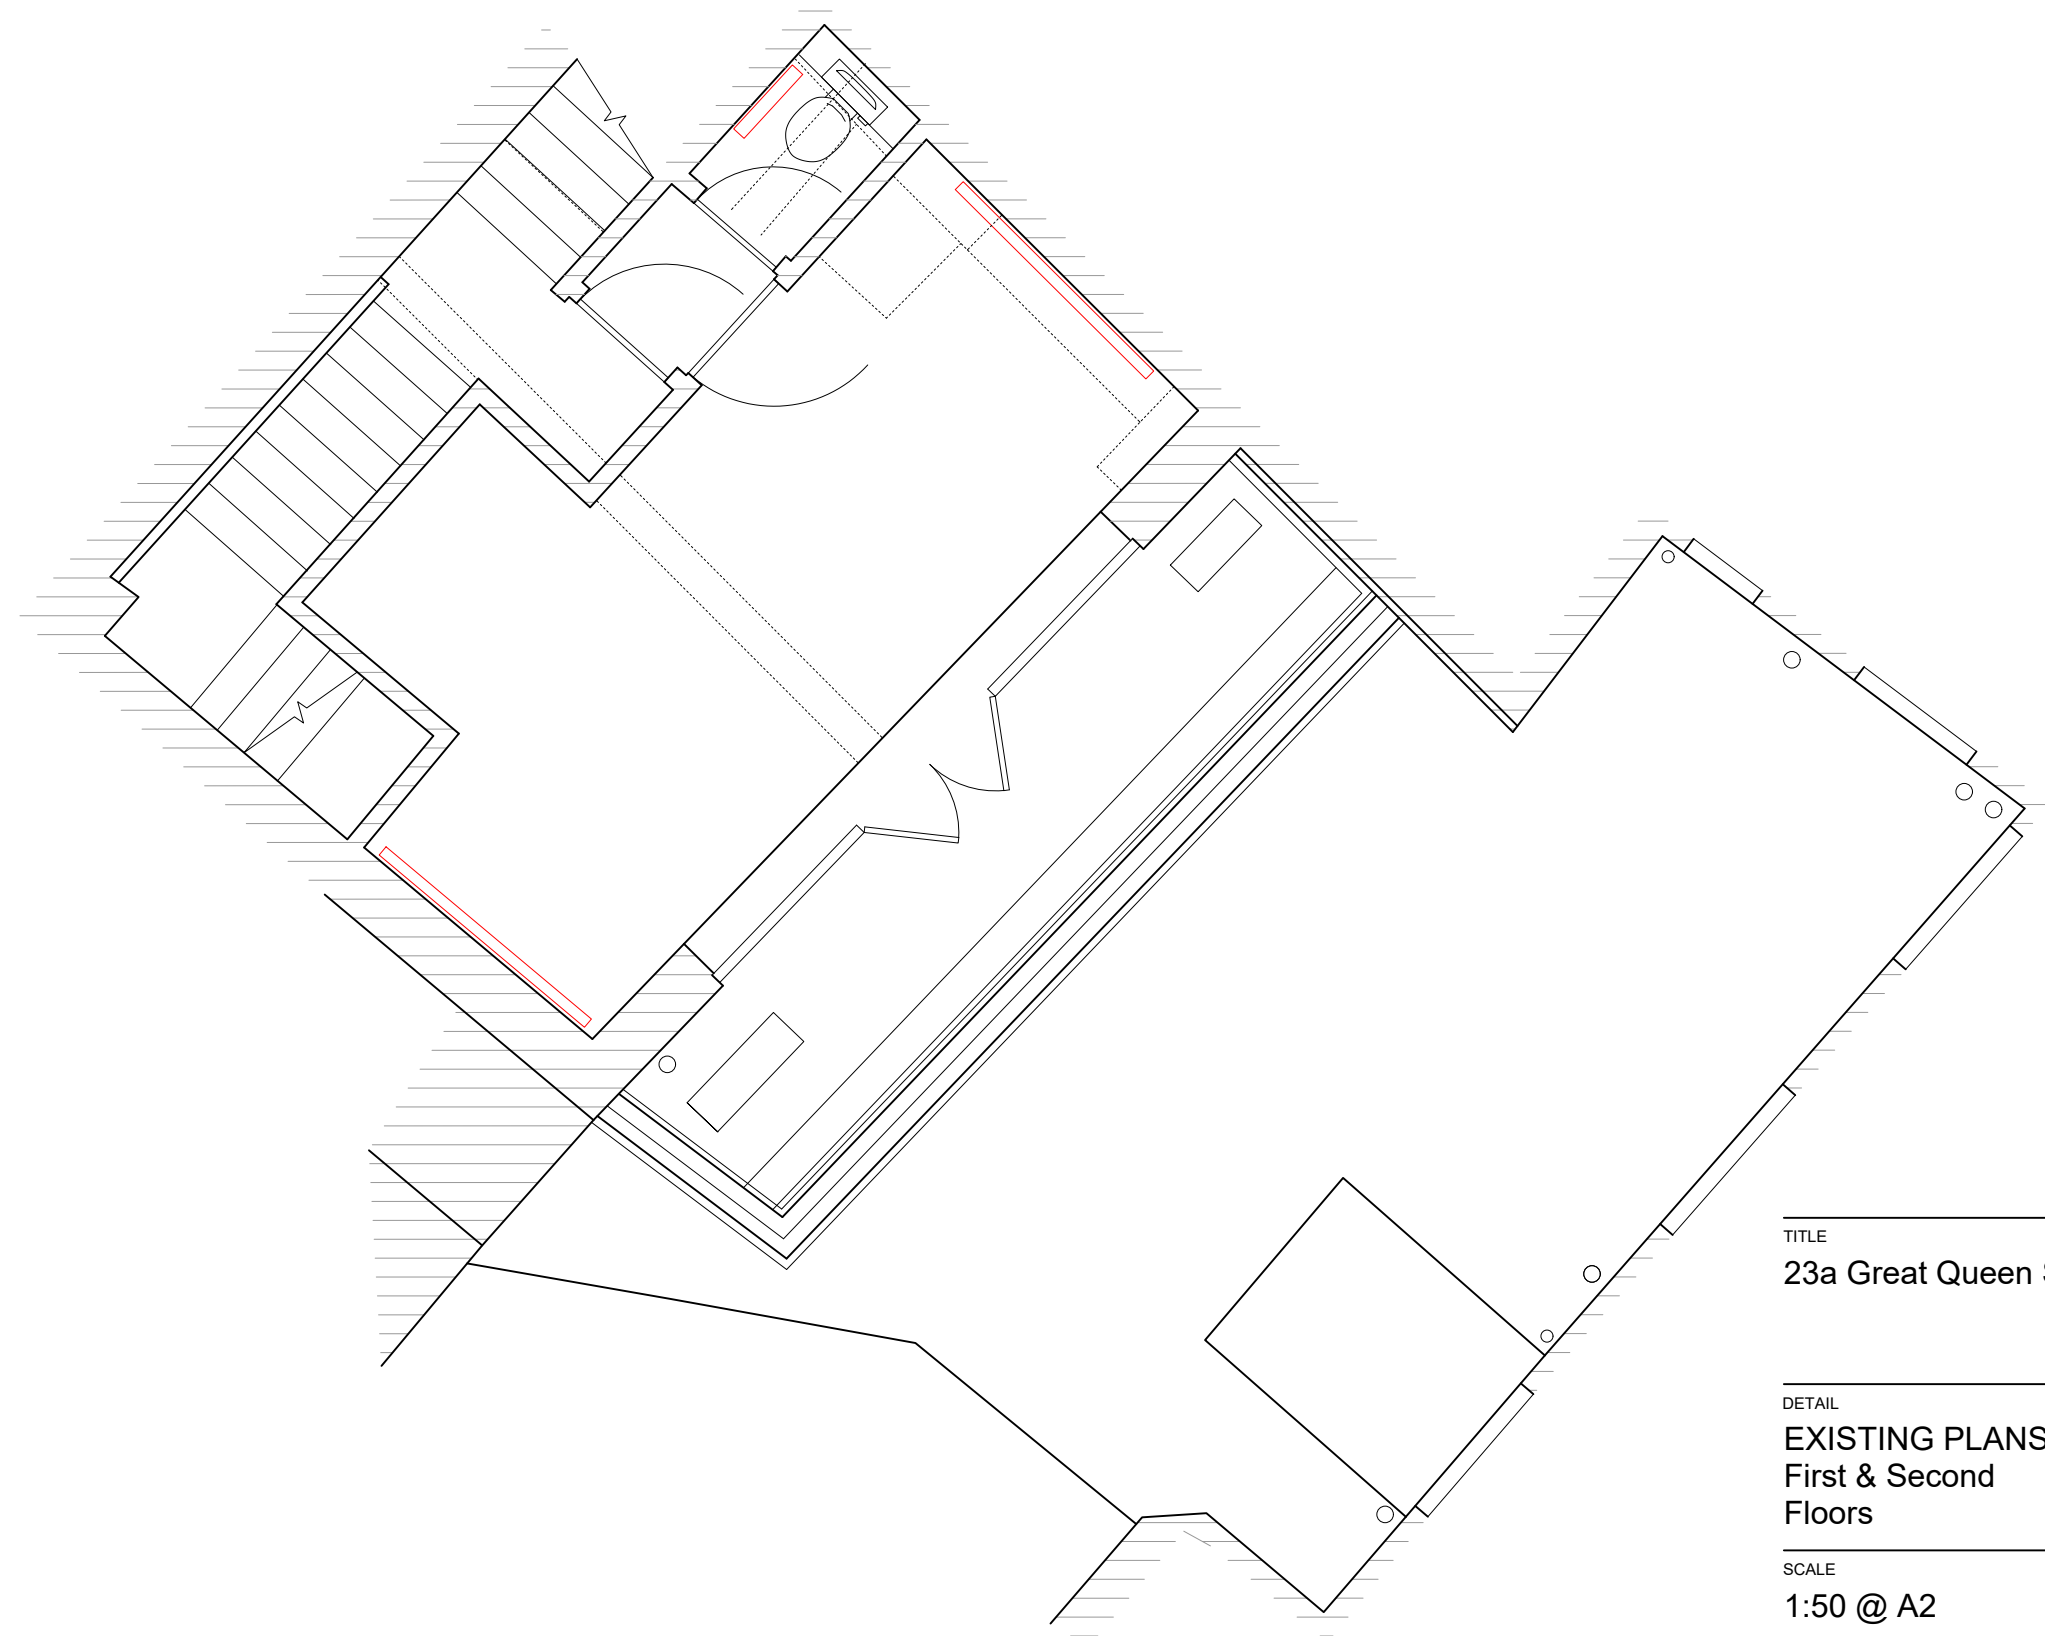 TITLE
23a Great Queen
DETAIL
EXISTING PLANS
First & Second
Floors
SCALE
1:50 @ A2